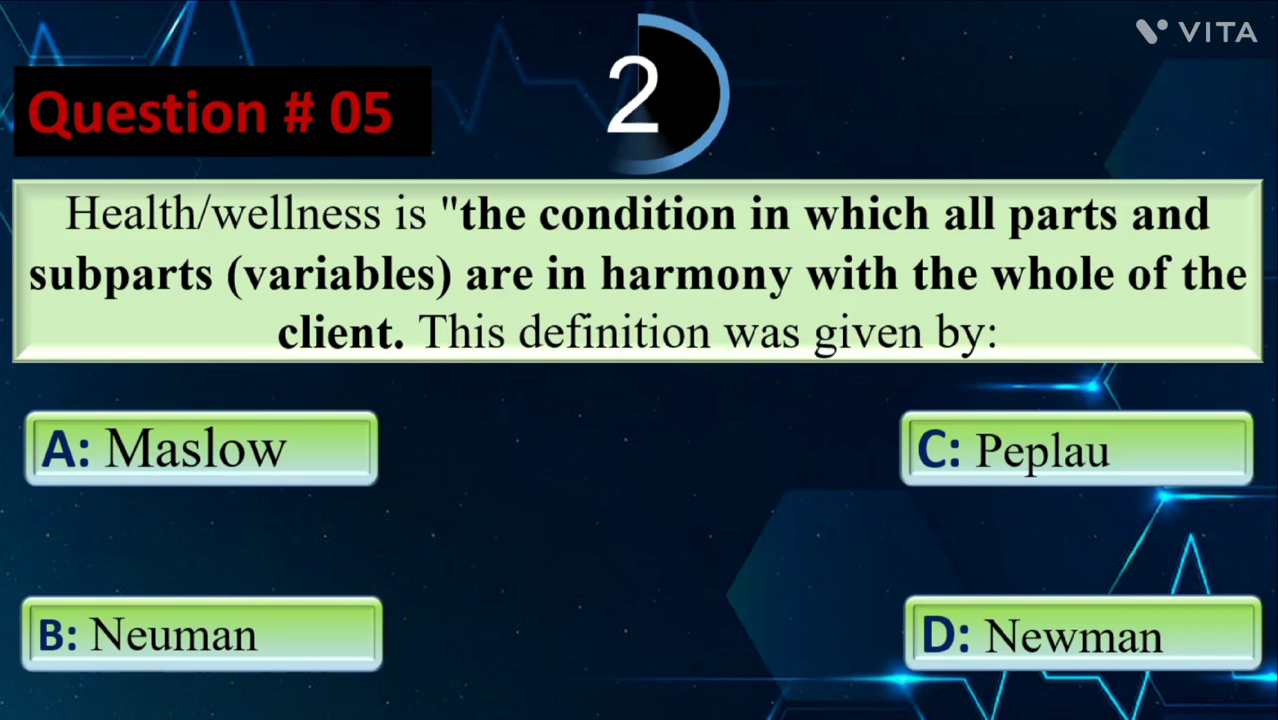 VITA
2
Question # 05
Health/wellness is "the condition in which all parts and
subparts (variables) are in harmony with the whole of the
client. This definition was given by:
A: Maslow
C: Peplau
B: Neuman
D: Newman